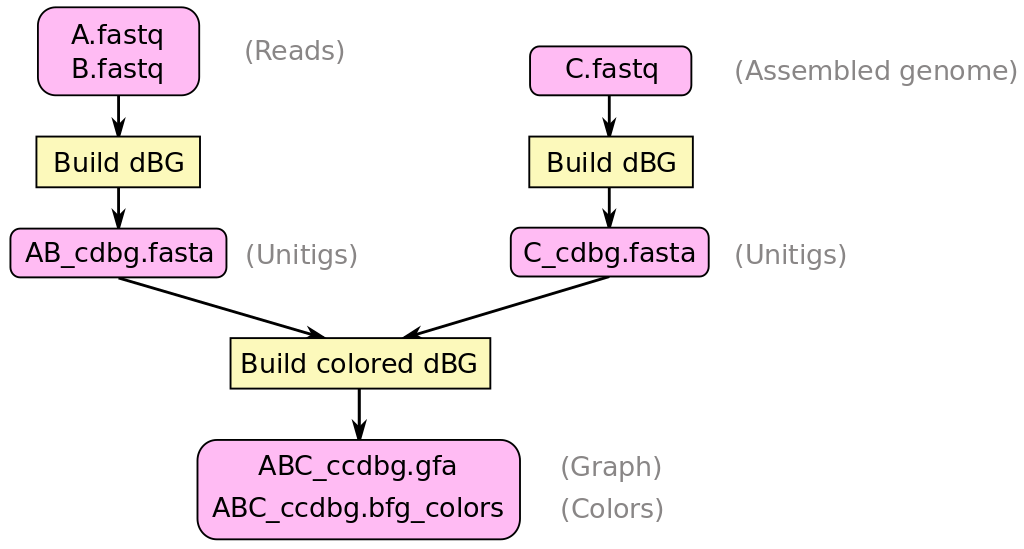 A.fastq
B.fastq
(Reads)
C.fastq
(Assembled genome)
Build dBG
Build dBG
AB_cdbg.fasta
(Unitigs)
C_cdbg.fasta
(Unitigs)
Build colored dBG
ABC_ccdbg.gfa
(Graph)
ABC_ccdbg.bfg_colors
(Colors)